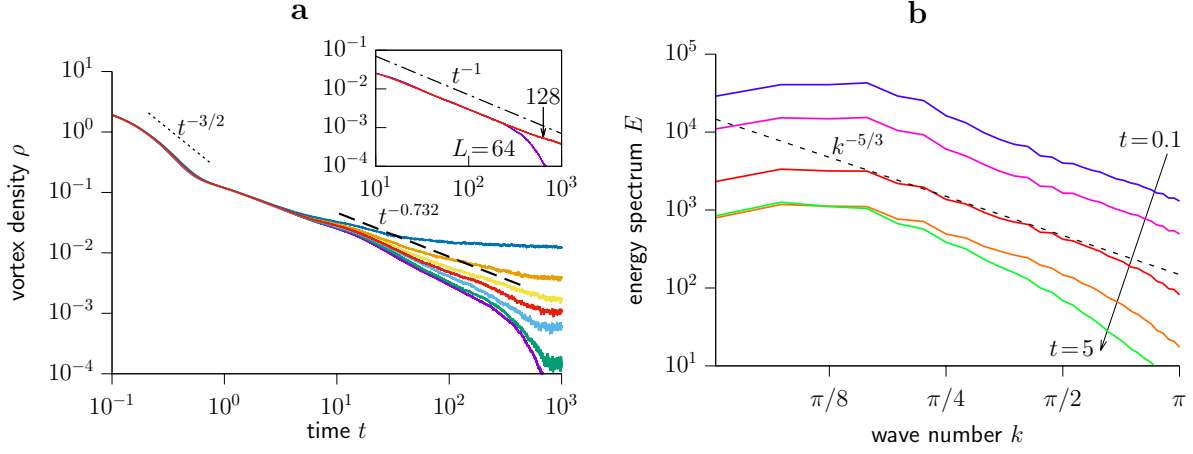 a
vortex density ρ
10^1
10^0
10^{-1}
10^{-2}
10^{-3}
10^{-4}
10^{-1}
10^0
10^1
10^2
10^3
time t
t^{-3/2}
t^{-0.732}
10^{-1}
10^{-2}
10^{-3}
10^{-4}
10^1
10^2
10^3
t^{-1}
128
L=64
b
energy spectrum E
10^5
10^4
10^3
10^2
10^1
π/8
π/4
π/2
π
wave number k
k^{-5/3}
t=0.1
t=5